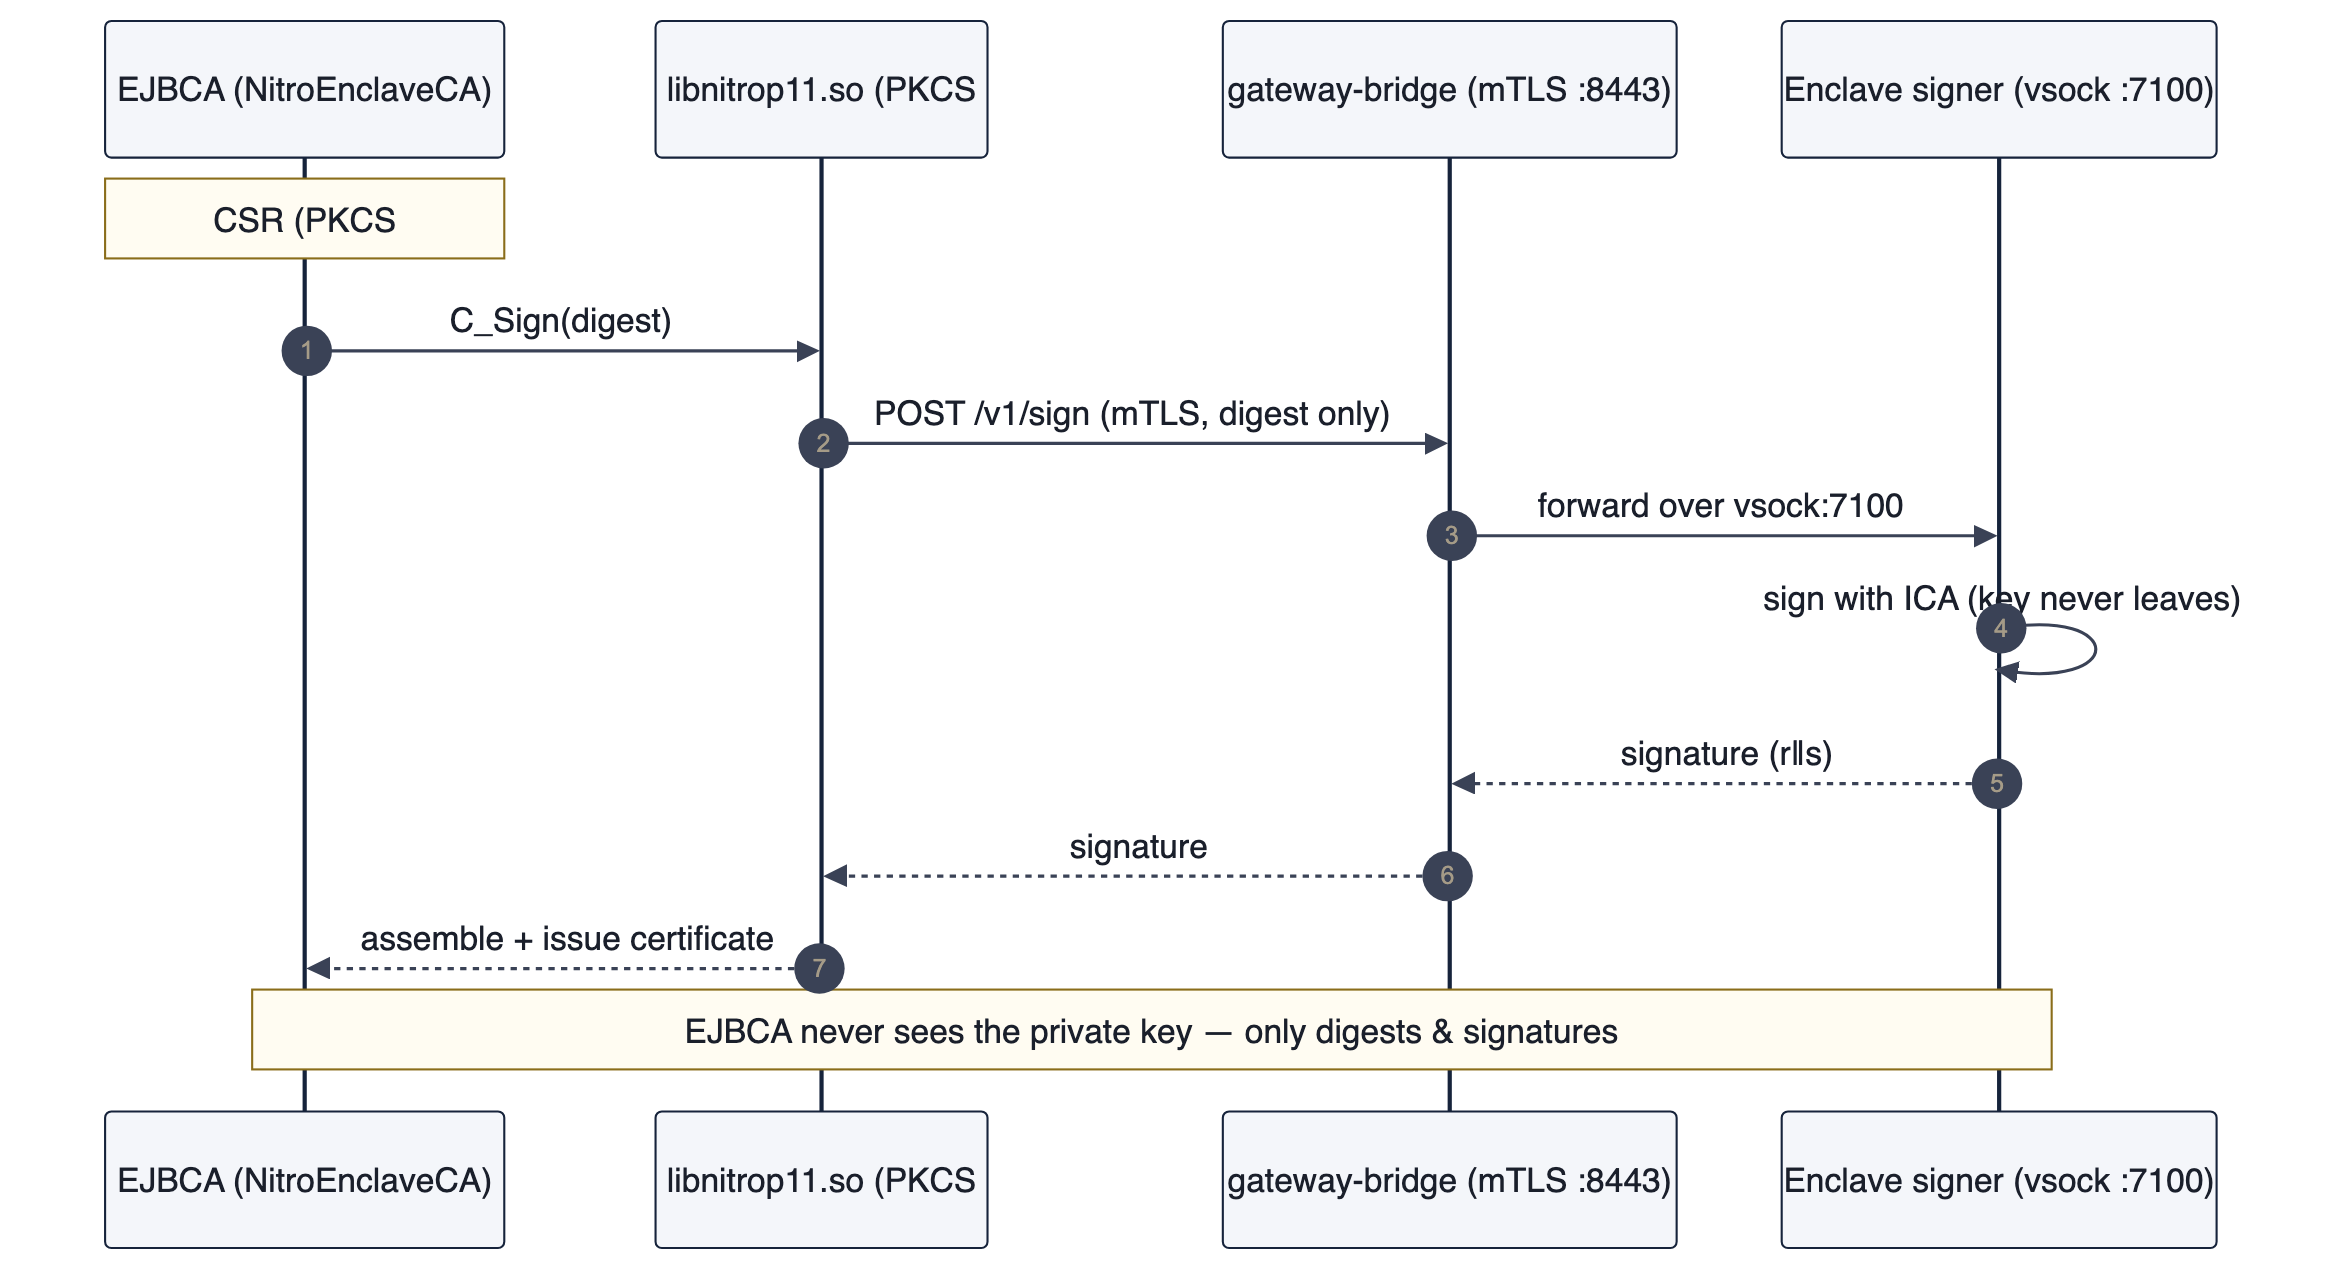 EJBCA (NitroEnclaveCA)
libnitrop11.so (PKCS
gateway-bridge (mTLS :8443)
Enclave signer (vsock :7100)
CSR (PKCS
C_Sign(digest)
1
POST /v1/sign (mTLS, digest only)
2
forward over vsock:7100
3
sign with ICA (key never leaves)
4
signature (r‖s)
5
signature
6
assemble + issue certificate
7
EJBCA never sees the private key — only digests & signatures
EJBCA (NitroEnclaveCA)
libnitrop11.so (PKCS
gateway-bridge (mTLS :8443)
Enclave signer (vsock :7100)